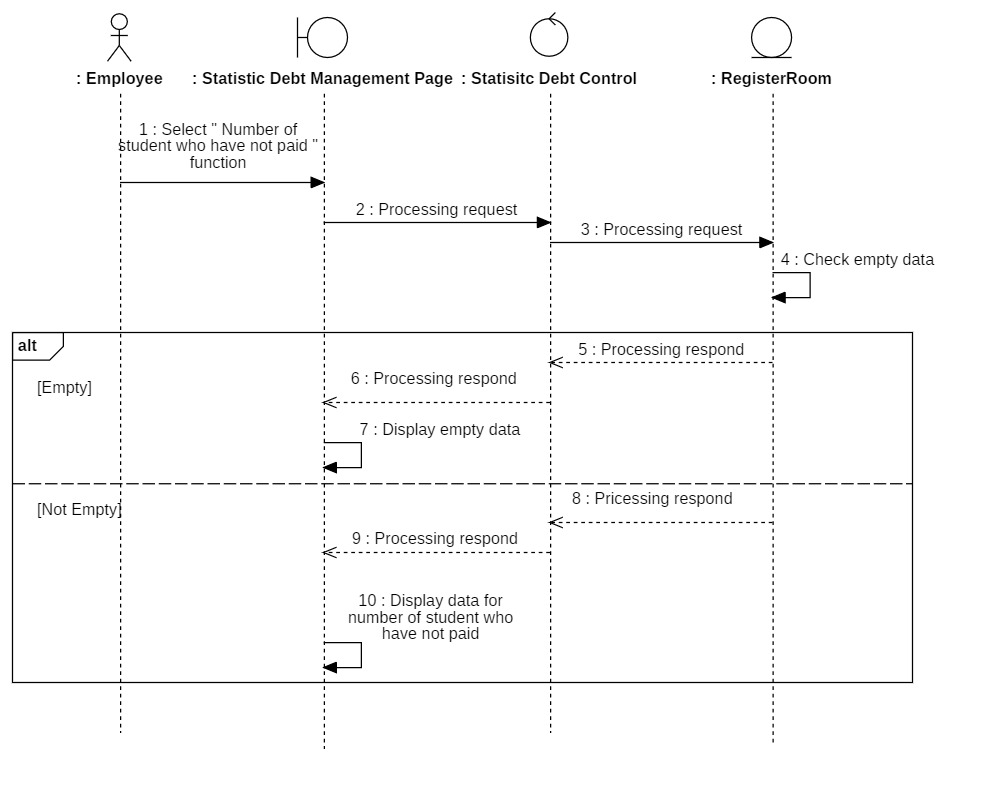 : Employee
: Statistic Debt Management Page
: Statisitc Debt Control
: RegisterRoom
1 : Select " Number of
student who have not paid "
function
2 : Processing request
3 : Processing request
4 : Check empty data
alt
5 : Processing respond
6 : Processing respond
[Empty]
7 : Display empty data
8 : Pricessing respond
[Not Empty]
9 : Processing respond
10 : Display data for
number of student who
have not paid